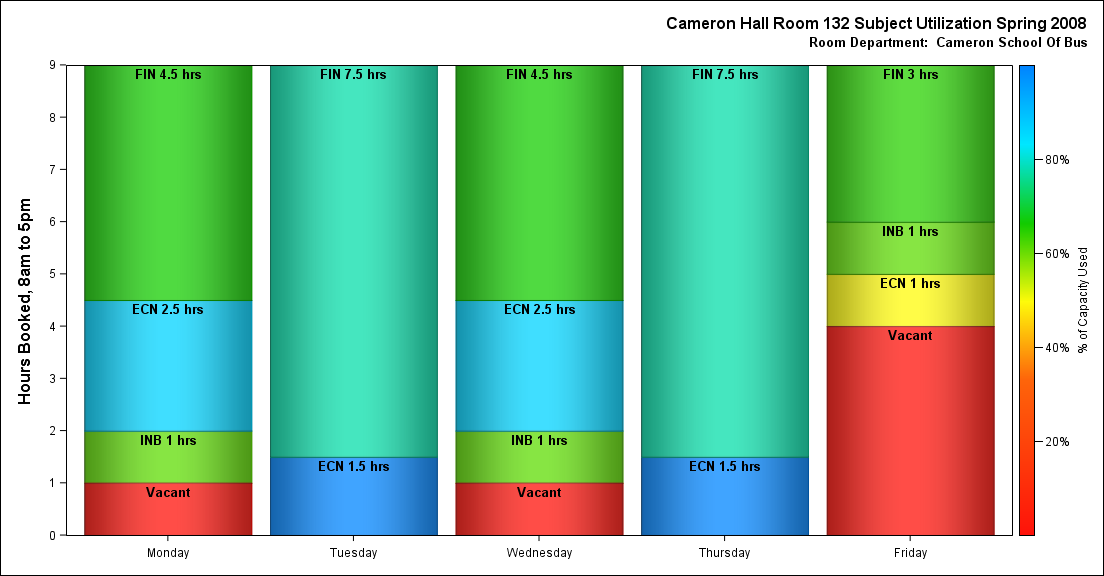 Cameron Hall Room 132 Subject Utilization Spring 2008
Room Department:  Cameron School Of Bus
Hours Booked, 8am to 5pm
9
8
7
6
5
4
3
2
1
0
FIN 4.5 hrs
ECN 2.5 hrs
INB 1 hrs
Vacant
FIN 7.5 hrs
ECN 1.5 hrs
FIN 4.5 hrs
ECN 2.5 hrs
INB 1 hrs
Vacant
FIN 7.5 hrs
ECN 1.5 hrs
FIN 3 hrs
INB 1 hrs
ECN 1 hrs
Vacant
Monday
Tuesday
Wednesday
Thursday
Friday
80%
60%
40%
20%
% of Capacity Used